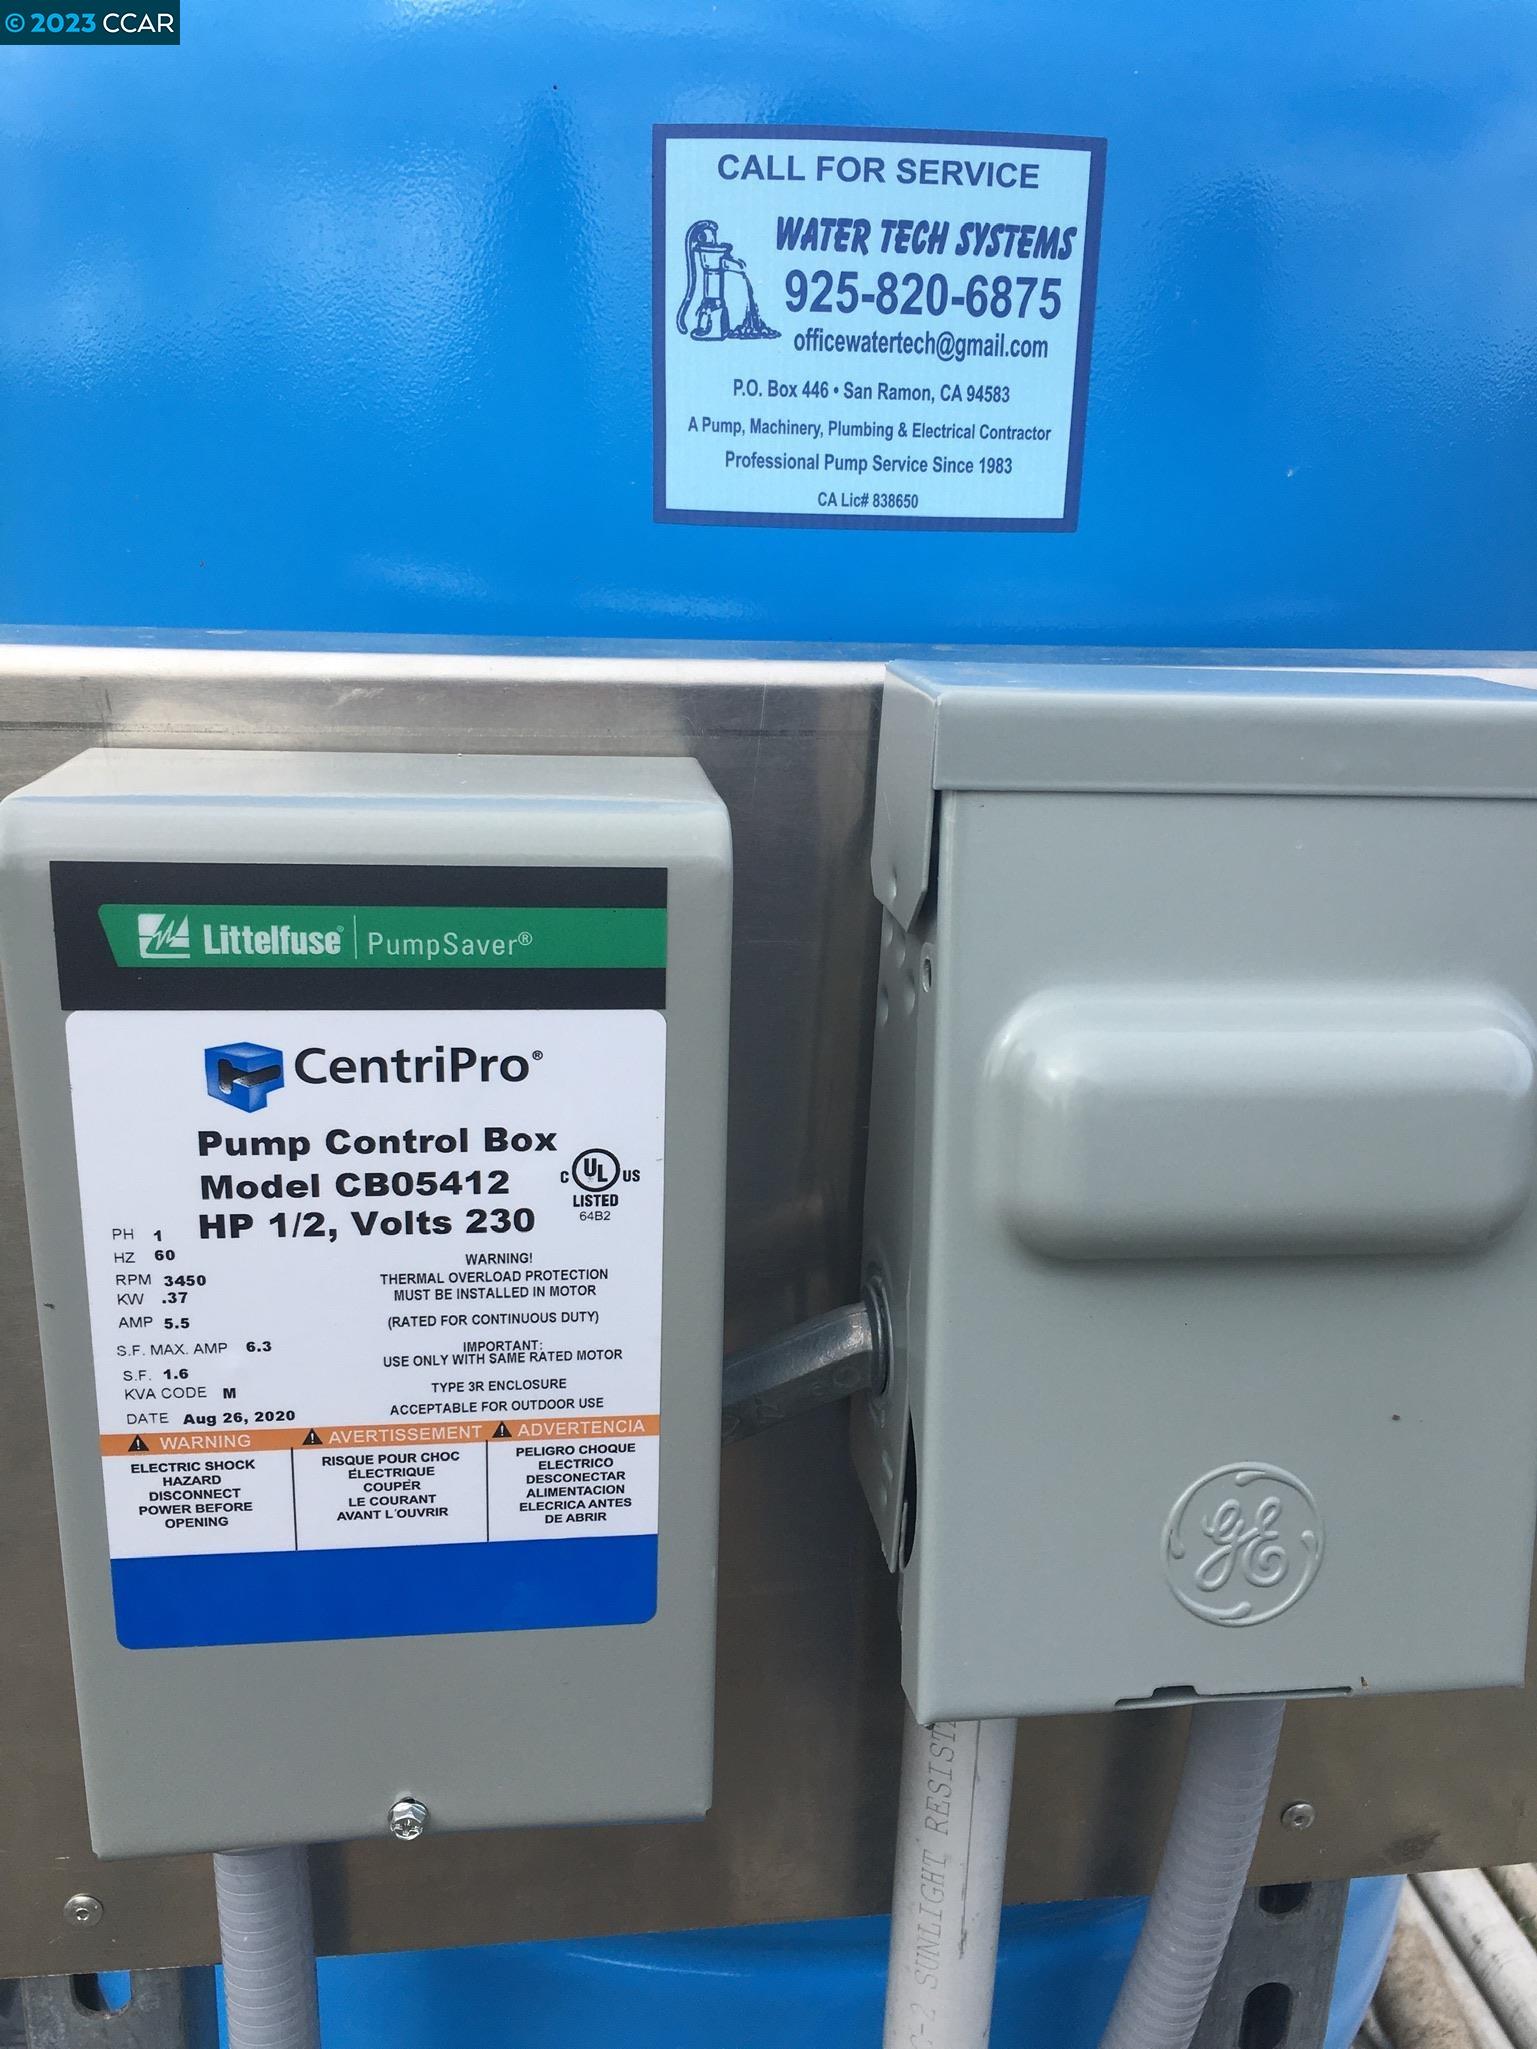 © 2023 CCAR
CALL FOR SERVICE
WATER TECH SYSTEMS
925-820-6875
officewatertech@gmail.com
P.O. Box 446 • San Ramon, CA 94583
A Pump, Machinery, Plumbing & Electrical Contractor
Professional Pump Service Since 1983
CA Lic# 838650
Littelfuse® | PumpSaver®
CentriPro®
Pump Control Box
Model CB05412
HP 1/2, Volts 230
C UL US
LISTED
64B2
PH 1
HZ 60
RPM 3450
KW .37
AMP 5.5
S.F. MAX. AMP 6.3
S.F. 1.6
KVA CODE M
DATE Aug 26, 2020
WARNING!
THERMAL OVERLOAD PROTECTION
MUST BE INSTALLED IN MOTOR
(RATED FOR CONTINUOUS DUTY)
IMPORTANT:
USE ONLY WITH SAME RATED MOTOR
TYPE 3R ENCLOSURE
ACCEPTABLE FOR OUTDOOR USE
WARNING
ELECTRIC SHOCK
HAZARD
DISCONNECT
POWER BEFORE
OPENING
AVERTISSEMENT
RISQUE POUR CHOC
ÉLECTRIQUE
COUPER
LE COURANT
AVANT L'OUVRIR
ADVERTENCIA
PELIGRO CHOQUE
ELECTRICO
DESCONECTAR
ALIMENTACION
ELECRICA ANTES
DE ABRIR
GE
-2 SUNLIGHT RESIST